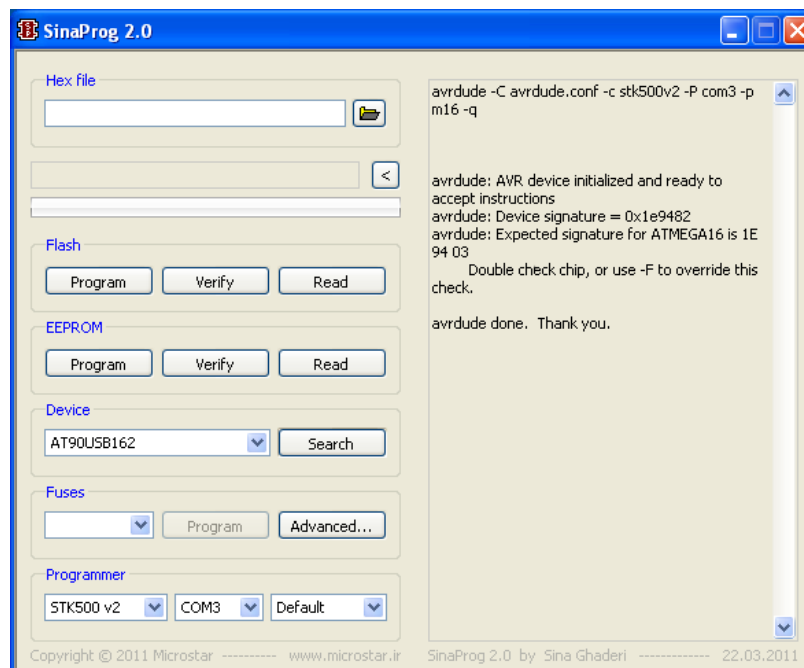 SinaProg 2.0
Hex file
<
Flash
Program Verify Read
EEPROM
Program Verify Read
Device
AT90USB162 Search
Fuses
Program Advanced...
Programmer
STK500 v2 COM3 Default
Copyright © 2011 Microstar ---------- www.microstar.ir
avrdude -C avrdude.conf -c stk500v2 -P com3 -p
m16 -q
avrdude: AVR device initialized and ready to
accept instructions
avrdude: Device signature = 0x1e9482
avrdude: Expected signature for ATMEGA16 is 1E
94 03
Double check chip, or use -F to override this
check.
avrdude done.  Thank you.
SinaProg 2.0 by Sina Ghaderi ------------- 22.03.2011